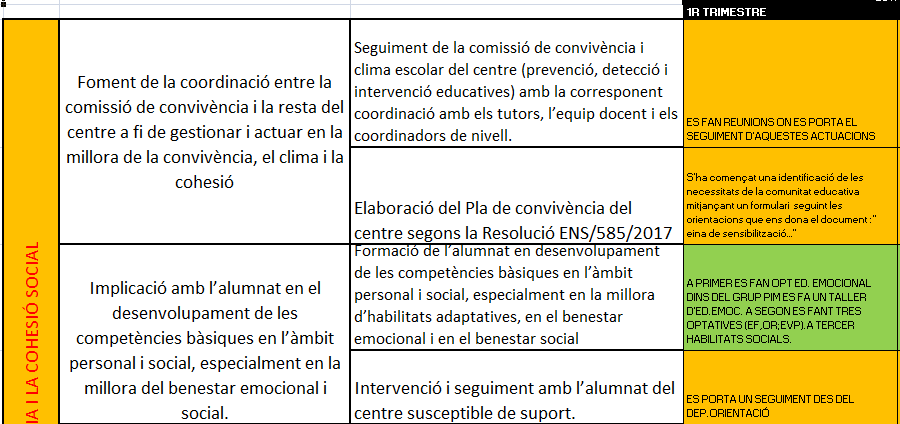 1R TRIMESTRE
IA I LA COHESIÓ SOCIAL
Foment de la coordinació entre la
comissió de convivència i la resta del
centre a fi de gestionar i actuar en la
millora de la convivència, el clima i la
cohesió
Seguiment de la comissió de convivència i
clima escolar del centre (prevenció, detecció i
intervenció educatives) amb la corresponent
coordinació amb els tutors, l’equip docent i els
coordinadors de nivell.
ES FAN REUNIONS ON ES PORTA EL
SEGUIMENT D'AQUESTES ACTUACIONS
Elaboració del Pla de convivència del
centre segons la Resolució ENS/585/2017
S'ha començat una identificació de les
necessitats de la comunitat educativa
mitjançant un formulari seguint les
orientacions que ens dona el document :"
eina de sensibilització..."
Implicació amb l’alumnat en el
desenvolupament de les
competències bàsiques en l’àmbit
personal i social, especialment en la
millora del benestar emocional i
social.
Formació de l’alumnat en desenvolupament
de les competències bàsiques en l’àmbit
personal i social, especialment en la millora
d’habilitats adaptatives, en el benestar
emocional i en el benestar social
A PRIMER ES FAN OPT ED. EMOCIONAL
DINS DEL GRUP PIM ES FA UN TALLER
D'ED.EMOC. A SEGON ES FANT TRES
OPTATIVES (EF,OR;EVP).A TERCER
HABILITATS SOCIALS.
Intervenció i seguiment amb l’alumnat del
centre susceptible de suport.
ES PORTA UN SEGUIMENT DES DEL
DEP.ORIENTACIÓ